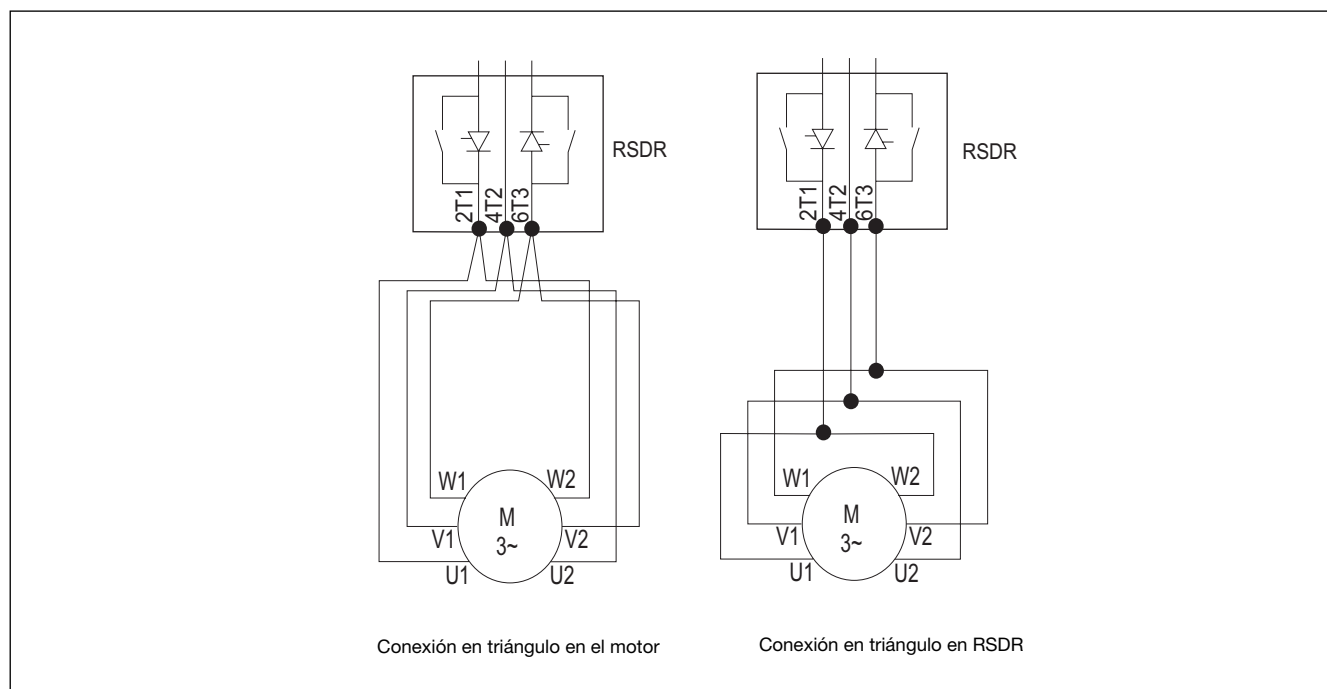 RSDR
2T1
4T2
6T3
W1
W2
M
3~
V1
V2
U1
U2
Conexión en triángulo en el motor
RSDR
2T1
4T2
6T3
W1
W2
M
3~
V1
V2
U1
U2
Conexión en triángulo en RSDR